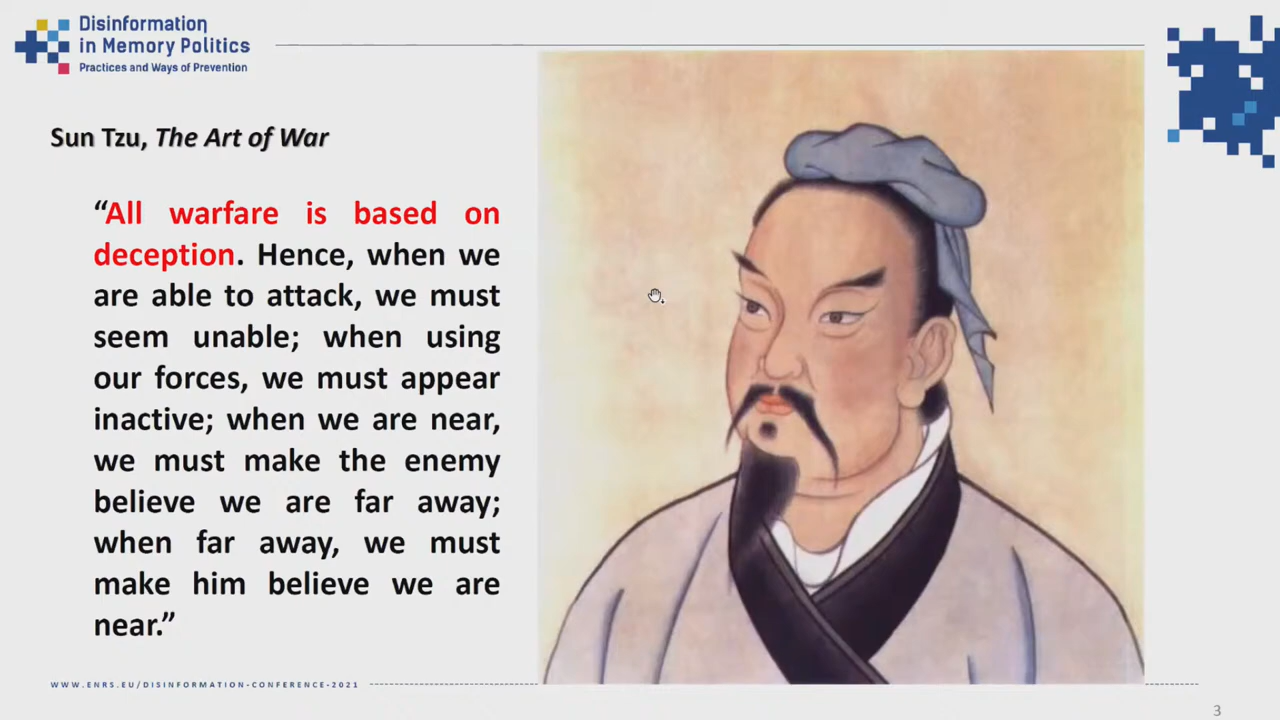 Disinformation
in Memory Politics
Practices and Ways of Prevention
Sun Tzu, The Art of War
“All warfare is based on
deception. Hence, when we
are able to attack, we must
seem unable; when using
our forces, we must appear
inactive; when we are near,
we must make the enemy
believe we are far away;
when far away, we must
make him believe we are
near.”
WWW.ENRS.EU/DISINFORMATION-CONFERENCE-2021
3